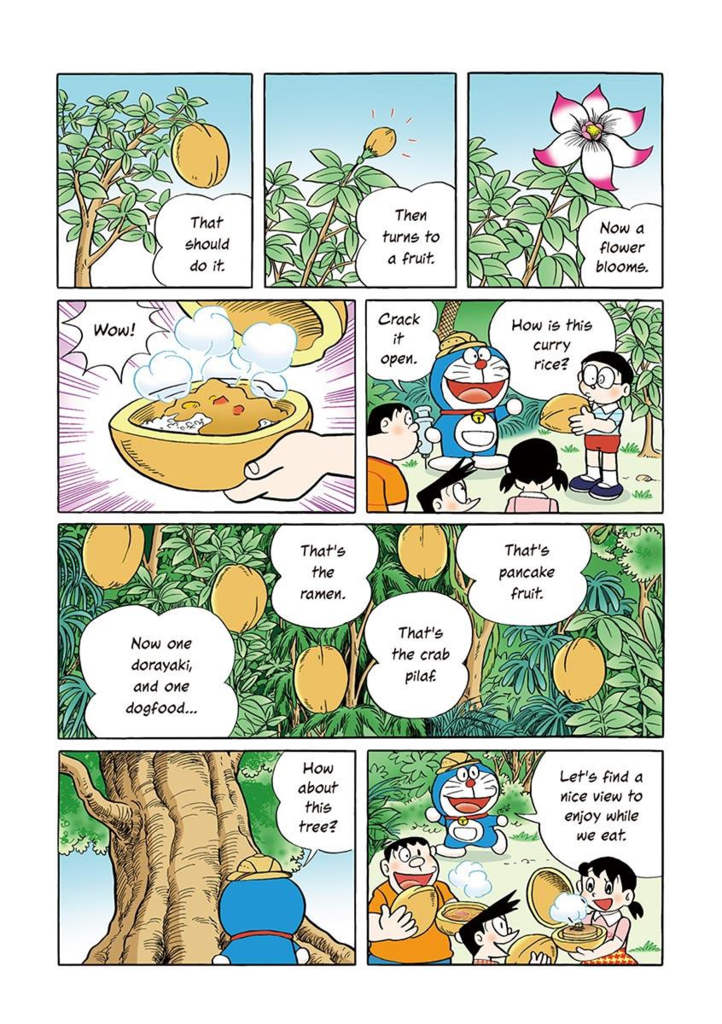 Now a
flower
blooms.
Then
turns to
a fruit.
That
should
do it.
How is this
curry
rice?
Crack
it
open.
Wow!
That's
pancake
fruit.
That's
the crab
pilaf.
That's
the
ramen.
Now one
dorayaki,
and one
dogfood...
Let's find a
nice view to
enjoy while
we eat.
How
about
this
tree?